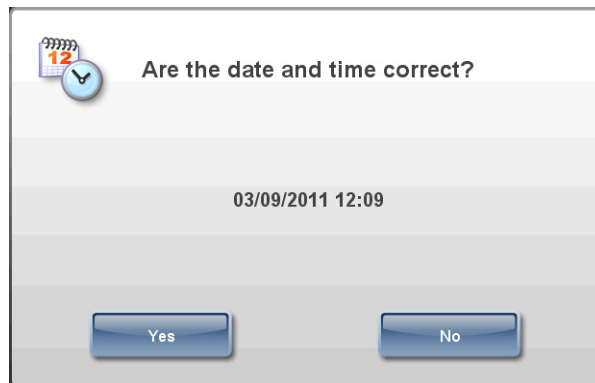 12
Are the date and time correct?
03/09/2011 12:09
Yes
No